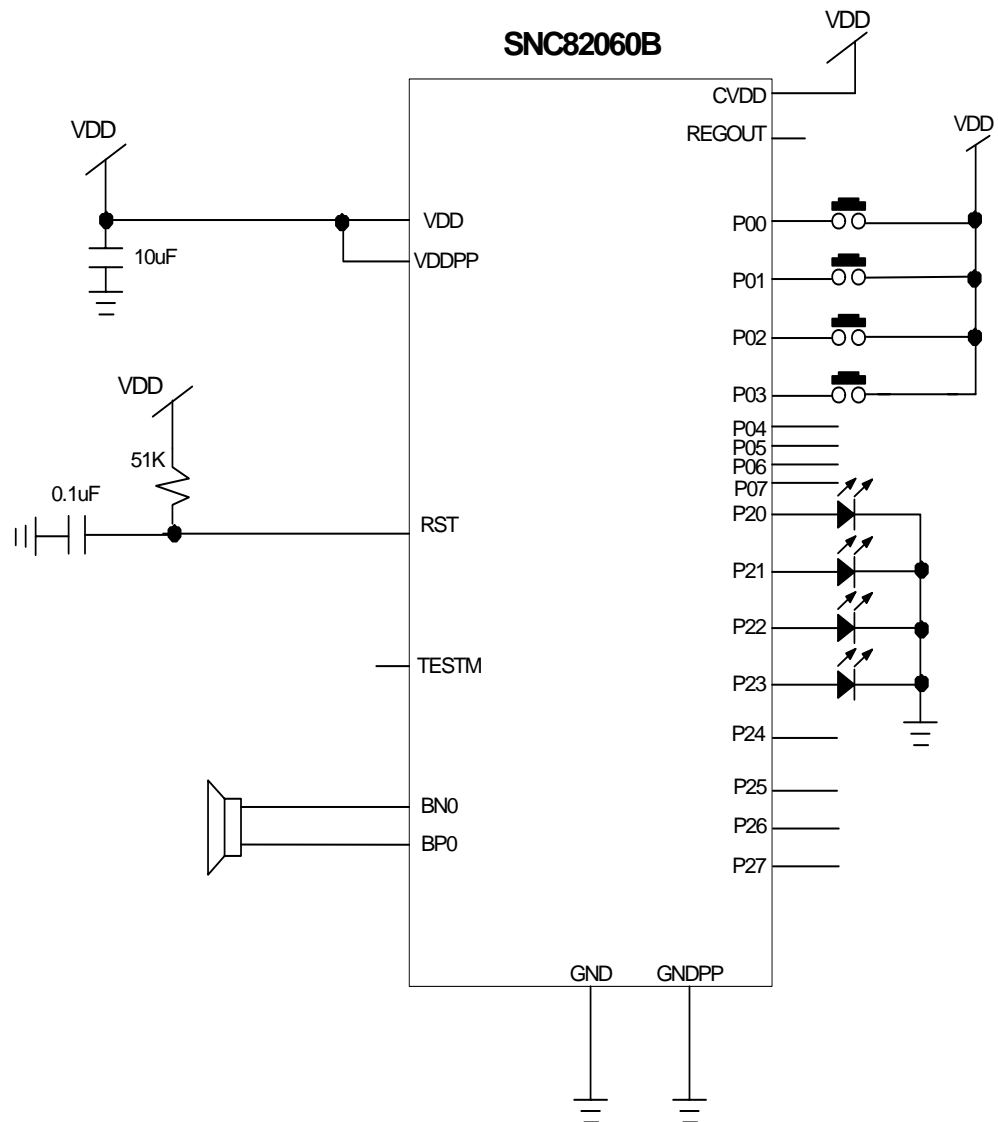 SNC82060B
VDD
CVDD
REGOUT
VDD
VDD
10uF
VDD
VDDPP
P00
P01
P02
P03
P04
P05
P06
P07
P20
P21
P22
P23
P24
P25
P26
P27
VDD
51K
0.1uF
RST
TESTM
BN0
BP0
GND
GNDPP